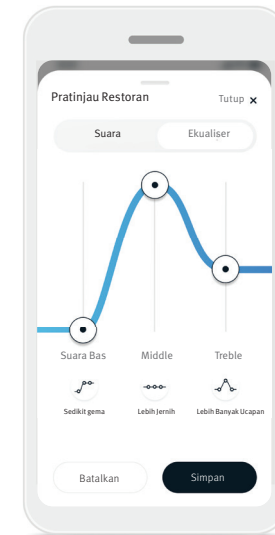 Pratinjau Restoran Tutup ×
Suara Ekualiser
Suara Bas Middle Treble
Sedikit gema Lebih Jernih Lebih Banyak Ucapan
Batalkan Simpan